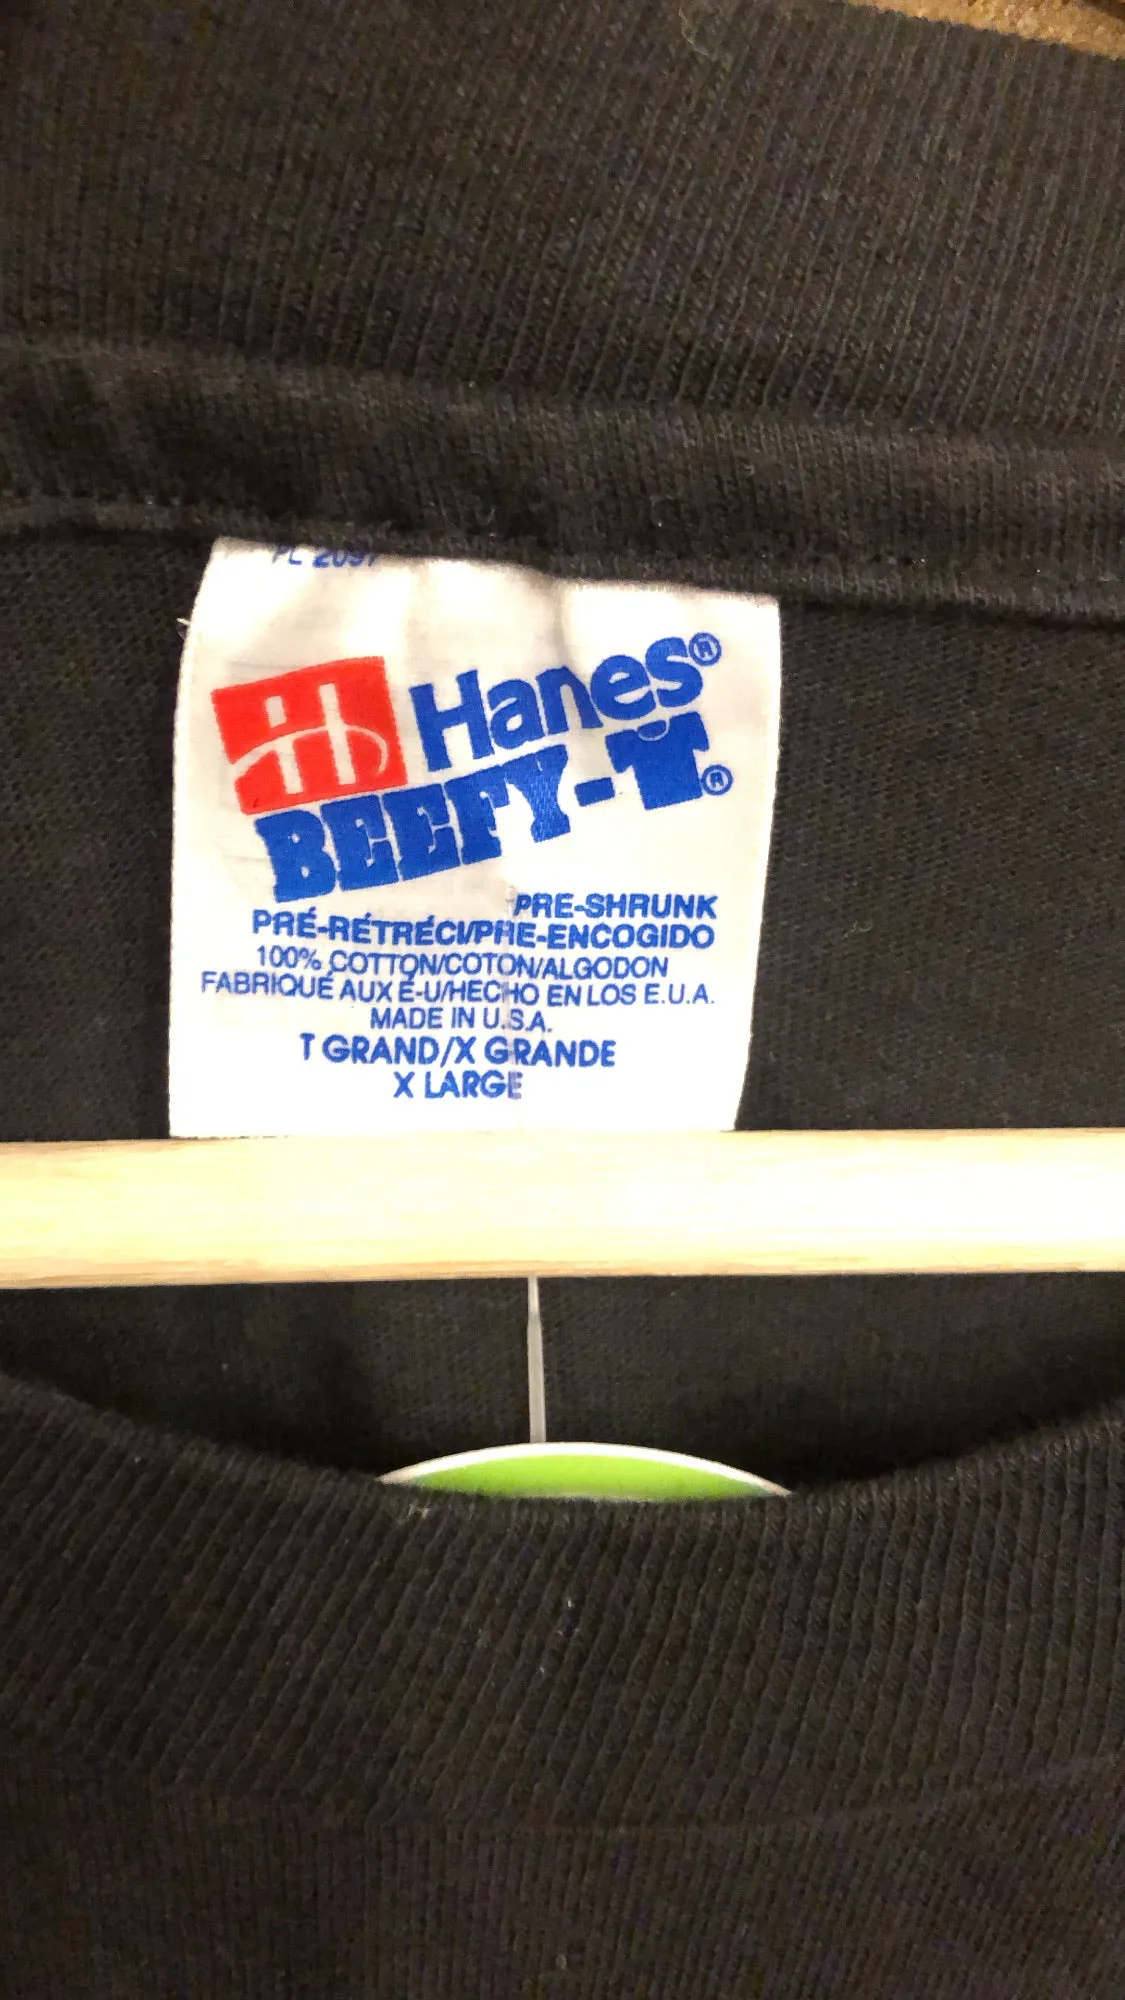 Hanes®
BEEFY-T®
PRE-SHRUNK
PRÉ-RÉTRÉCI/PRE-ENCOGIDO
100% COTTON/COTON/ALGODON
FABRIQUÉ AUX É-U/HECHO EN LOS E.U.A.
MADE IN U.S.A.
T GRAND/X GRANDE
X LARGE